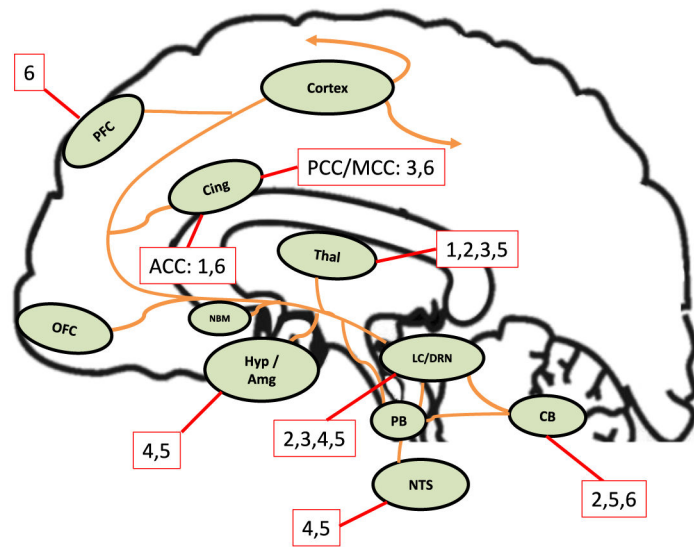 6
PFC
Cortex
PCC/MCC: 3,6
Cing
ACC: 1,6
Thal
1,2,3,5
OFC
NBM
Hyp /
Amg
LC/DRN
4,5
2,3,4,5
PB
CB
NTS
4,5
2,5,6